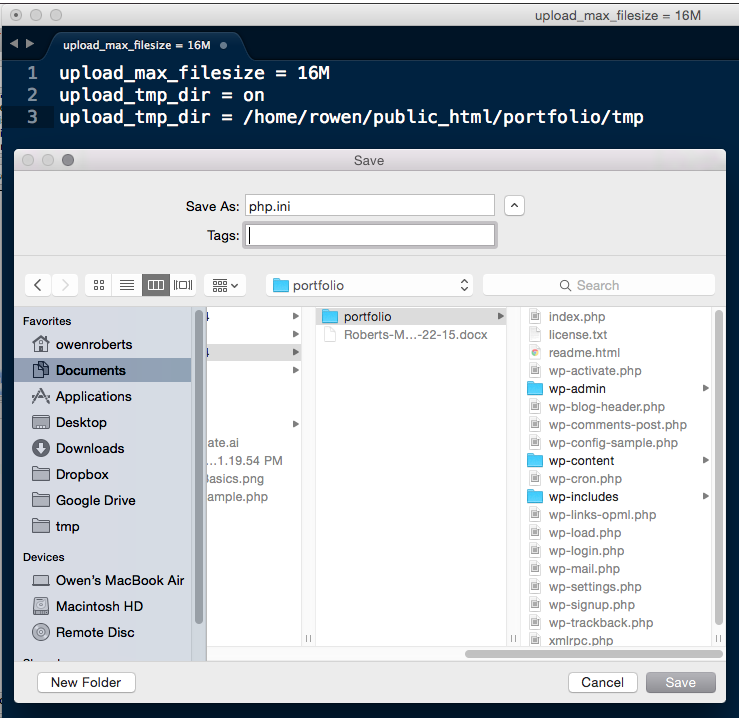 upload_max_filesize = 16M
upload_max_filesize = 16M
1 upload_max_filesize = 16M
2 upload_tmp_dir = on
3 upload_tmp_dir = /home/rowen/public_html/portfolio/tmp
Save
Save As: php.ini
Tags:
portfolio
Search
Favorites
owenroberts
Documents
Applications
Desktop
Downloads
Dropbox
Google Drive
tmp
Devices
Owen's MacBook Air
Macintosh HD
Remote Disc
ate.ai
...1.19.54 PM
asics.png
ample.php
portfolio
Roberts-M...-22-15.docx
index.php
license.txt
readme.html
wp-activate.php
wp-admin
wp-blog-header.php
wp-comments-post.php
wp-config-sample.php
wp-content
wp-cron.php
wp-includes
wp-links-opml.php
wp-load.php
wp-login.php
wp-mail.php
wp-settings.php
wp-signup.php
wp-trackback.php
xmlrpc.php
New Folder
Cancel
Save